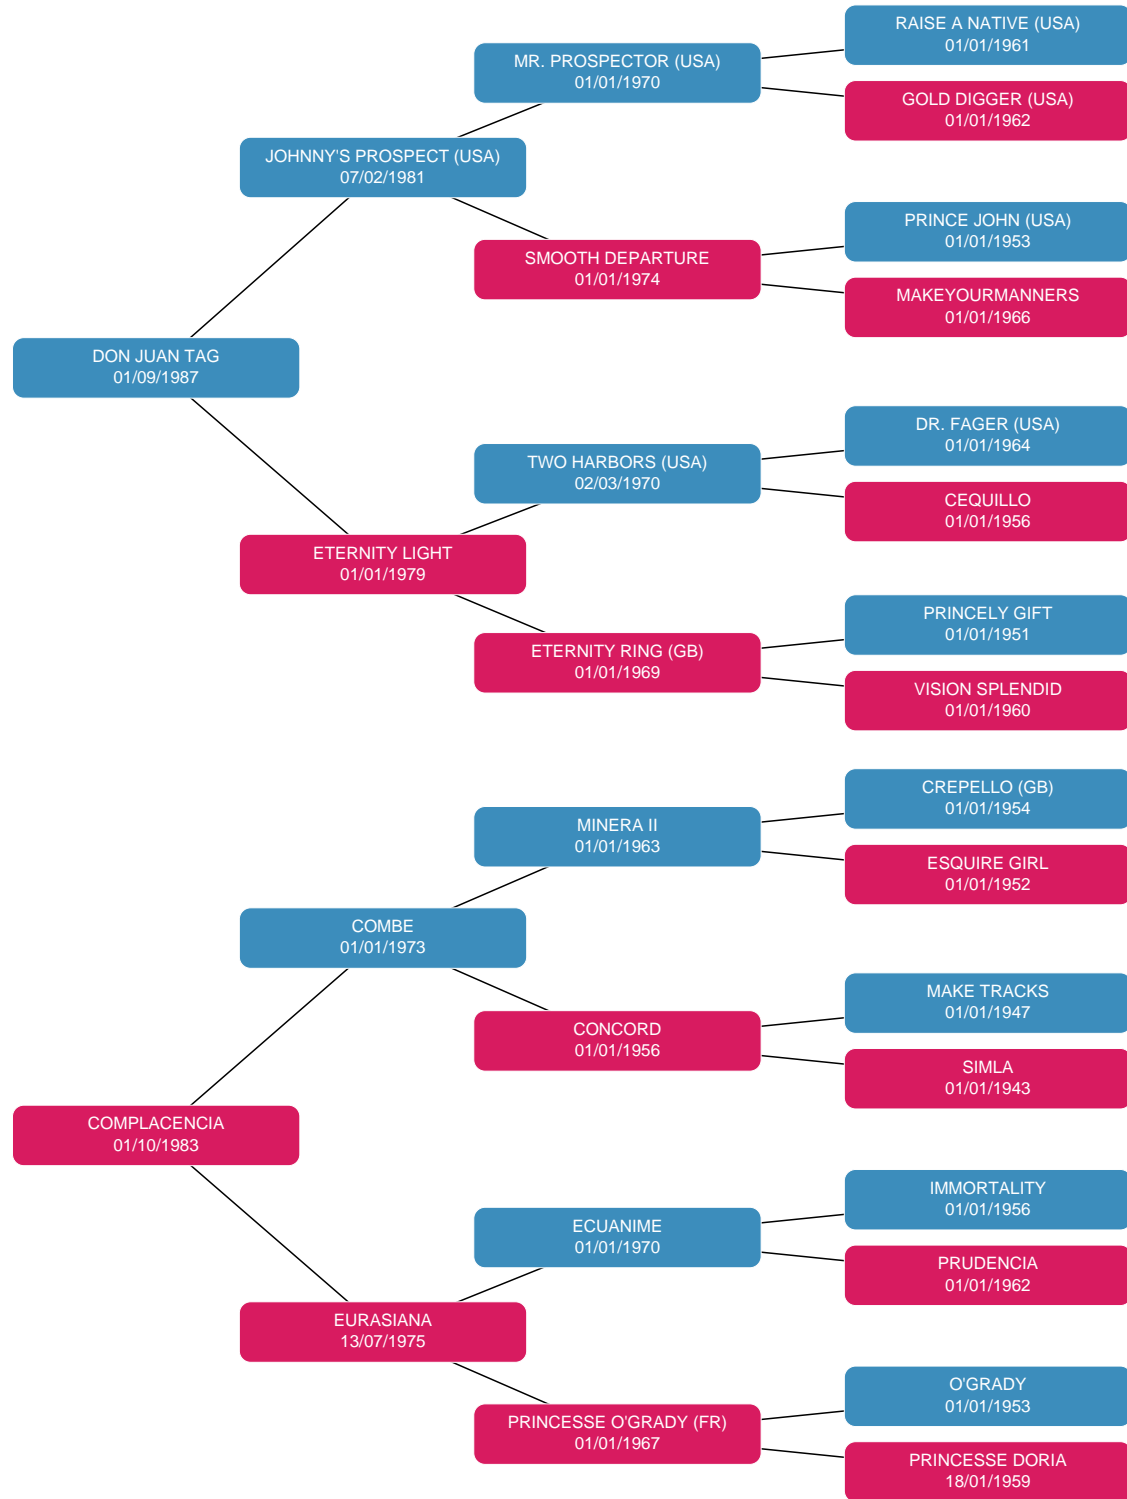 RAISE A NATIVE (USA)
01/01/1961
MR. PROSPECTOR (USA)
01/01/1970
GOLD DIGGER (USA)
01/01/1962
JOHNNY'S PROSPECT (USA)
07/02/1981
PRINCE JOHN (USA)
01/01/1953
SMOOTH DEPARTURE
01/01/1974
MAKEYOURMANNERS
01/01/1966
DON JUAN TAG
01/09/1987
DR. FAGER (USA)
01/01/1964
TWO HARBORS (USA)
02/03/1970
CEQUILLO
01/01/1956
ETERNITY LIGHT
01/01/1979
PRINCELY GIFT
01/01/1951
ETERNITY RING (GB)
01/01/1969
VISION SPLENDID
01/01/1960
CREPELLO (GB)
01/01/1954
MINERA II
01/01/1963
ESQUIRE GIRL
01/01/1952
COMBE
01/01/1973
MAKE TRACKS
01/01/1947
CONCORD
01/01/1956
SIMLA
01/01/1943
COMPLACENCIA
01/10/1983
IMMORTALITY
01/01/1956
ECUANIME
01/01/1970
PRUDENCIA
01/01/1962
EURASIANA
13/07/1975
O'GRADY
01/01/1953
PRINCESSE O'GRADY (FR)
01/01/1967
PRINCESSE DORIA
18/01/1959